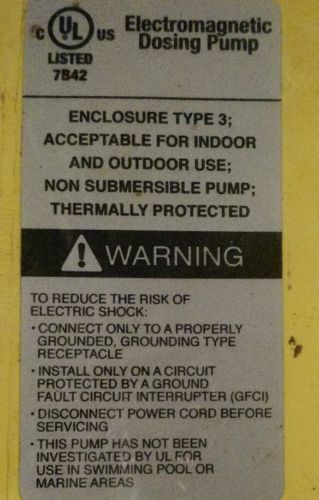 C UL US
LISTED
7B42
Electromagnetic
Dosing Pump
ENCLOSURE TYPE 3;
ACCEPTABLE FOR INDOOR
AND OUTDOOR USE;
NON SUBMERSIBLE PUMP;
THERMALLY PROTECTED
WARNING
TO REDUCE THE RISK OF
ELECTRIC SHOCK:
• CONNECT ONLY TO A PROPERLY
GROUNDED, GROUNDING TYPE
RECEPTACLE
• INSTALL ONLY ON A CIRCUIT
PROTECTED BY A GROUND
FAULT CIRCUIT INTERRUPTER (GFCI)
• DISCONNECT POWER CORD BEFORE
SERVICING
• THIS PUMP HAS NOT BEEN
INVESTIGATED BY UL FOR
USE IN SWIMMING POOL OR
MARINE AREAS